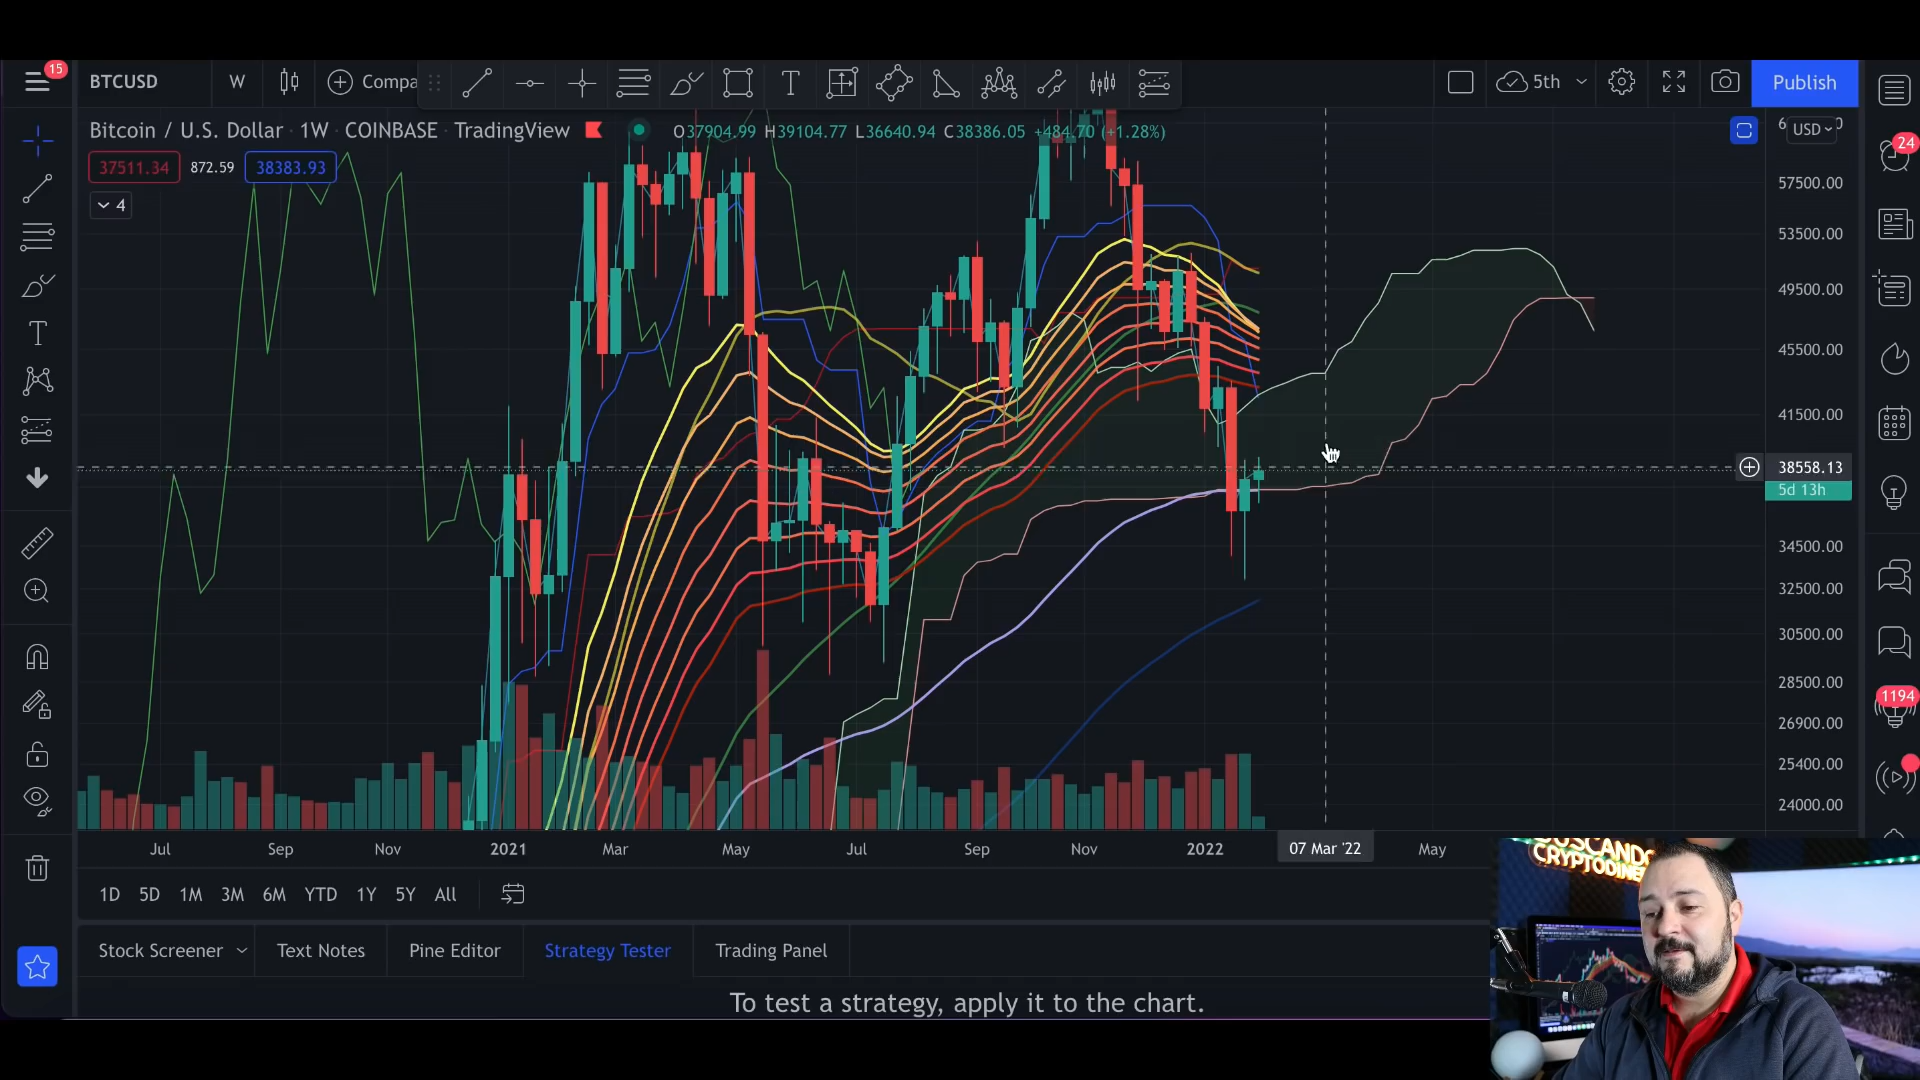 15
BTCUSD
W
Compa
T
5th
Publish
Bitcoin / U.S. Dollar · 1W · COINBASE · TradingView
O37904.99 H39104.77 L36640.94 C38386.05 +484.70 (+1.28%)
USD
24
37511.34
872.59
38383.93
4
57500.00
53500.00
49500.00
45500.00
41500.00
38558.13
5d 13h
34500.00
32500.00
30500.00
28500.00
26900.00
25400.00
24000.00
1194
Jul
Sep
Nov
2021
Mar
May
Jul
Sep
Nov
2022
07 Mar '22
May
1D 5D 1M 3M 6M YTD 1Y 5Y All
Stock Screener
Text Notes
Pine Editor
Strategy Tester
Trading Panel
To test a strategy, apply it to the chart.